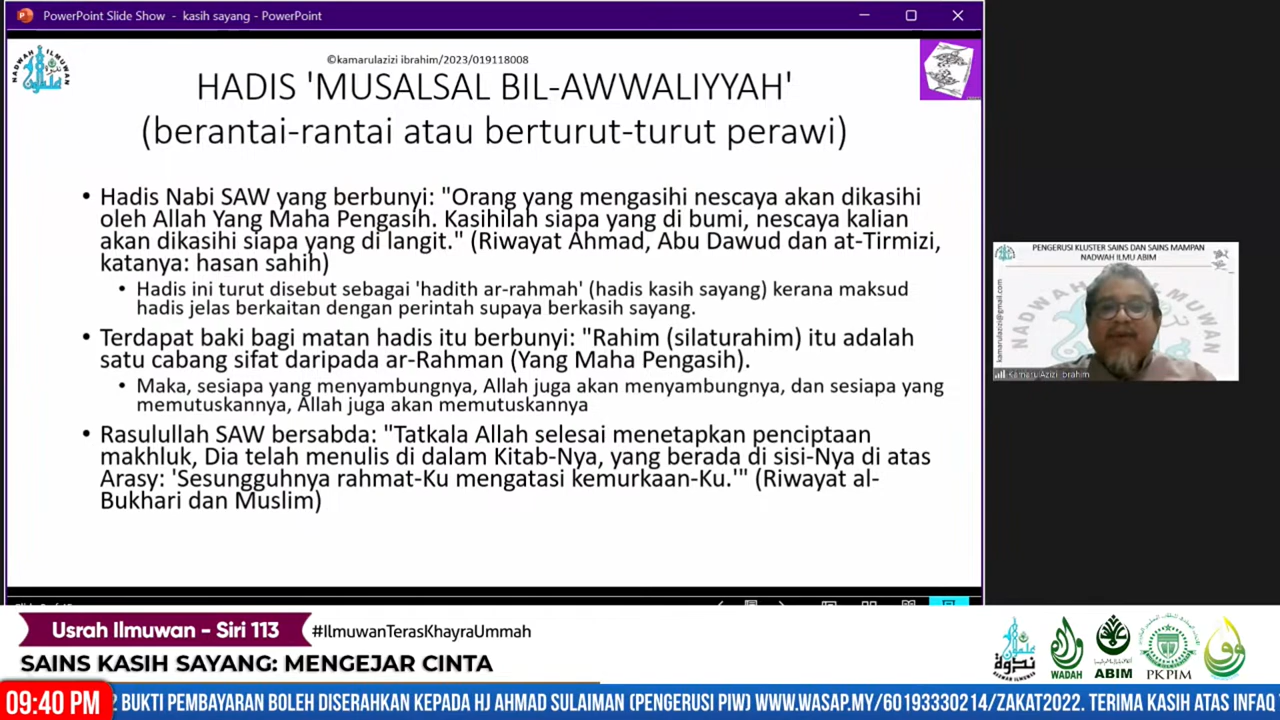 PowerPoint Slide Show - kasih sayang - PowerPoint
NADWAH ILMUWAN
©kamarulazizi ibrahim/2023/019118008
HADIS 'MUSALSAL BIL-AWWALIYYAH'
(berantai-rantai atau berturut-turut perawi)
• Hadis Nabi SAW yang berbunyi: "Orang yang mengasihi nescaya akan dikasihi
oleh Allah Yang Maha Pengasih. Kasihilah siapa yang di bumi, nescaya kalian
akan dikasihi siapa yang di langit." (Riwayat Ahmad, Abu Dawud dan at-Tirmizi,
katanya: hasan sahih)
• Hadis ini turut disebut sebagai 'hadith ar-rahmah' (hadis kasih sayang) kerana maksud
hadis jelas berkaitan dengan perintah supaya berkasih sayang.
• Terdapat baki bagi matan hadis itu berbunyi: "Rahim (silaturahim) itu adalah
satu cabang sifat daripada ar-Rahman (Yang Maha Pengasih).
• Maka, sesiapa yang menyambungnya, Allah juga akan menyambungnya, dan sesiapa yang
memutuskannya, Allah juga akan memutuskannya
• Rasulullah SAW bersabda: "Tatkala Allah selesai menetapkan penciptaan
makhluk, Dia telah menulis di dalam Kitab-Nya, yang berada di sisi-Nya di atas
Arasy: 'Sesungguhnya rahmat-Ku mengatasi kemurkaan-Ku.'" (Riwayat al-
Bukhari dan Muslim)
PENGERUSI KLUSTER SAINS DAN SAINS MAMPAN
NADWAH ILMU ABIM
kamarulazizi@gmail.com
NADWAH ILMUWAN
KamarulAzizi Ibrahim
Usrah Ilmuwan - Siri 113
#IlmuwanTerasKhayraUmmah
SAINS KASIH SAYANG: MENGEJAR CINTA
WADAH
ABIM
PKPIM
09:40 PM
2 BUKTI PEMBAYARAN BOLEH DISERAHKAN KEPADA HJ AHMAD SULAIMAN (PENGERUSI PIW) WWW.WASAP.MY/60193330214/ZAKAT2022. TERIMA KASIH ATAS INFAQ